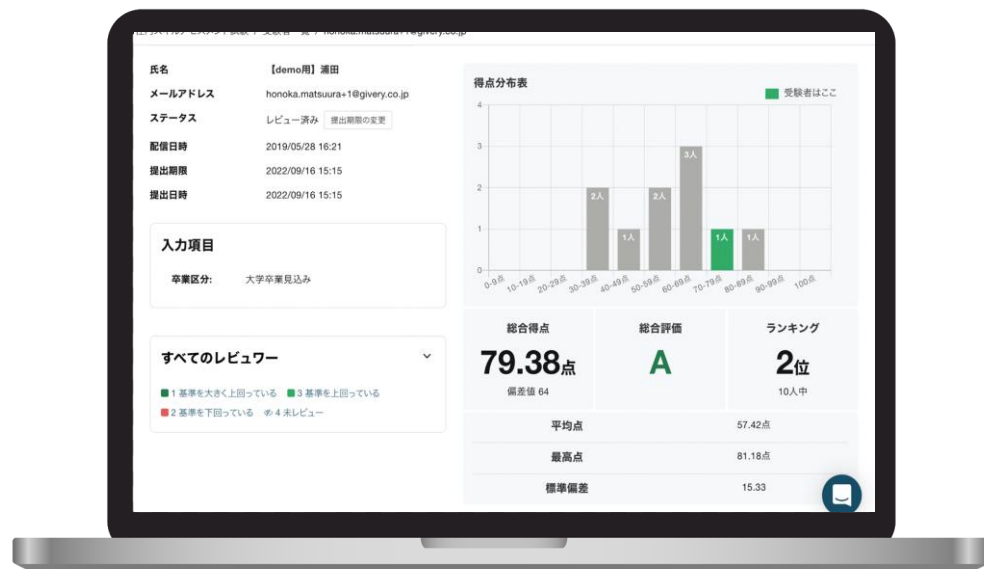 氏名 【demo用】浦田
メールアドレス honoka.matsuura+1@givery.co.jp
ステータス レビュー済み 提出期限の変更
配信日時 2019/05/28 16:21
提出期限 2022/09/16 15:15
提出日時 2022/09/16 15:15
入力項目
卒業区分: 大学卒業見込み
すべてのレビュワー
1 基準を大きく上回っている 3 基準を上回っている
2 基準を下回っている 4 未レビュー
得点分布表
受験者はここ
4
3
2
1
0
2人
1人
2人
3人
1人
1人
0-9点 10-19点 20-29点 30-39点 40-49点 50-59点 60-69点 70-79点 80-89点 90-99点 100点
総合得点 総合評価 ランキング
79.38点 A 2位
偏差値 64 10人中
平均点 57.42点
最高点 81.18点
標準偏差 15.33